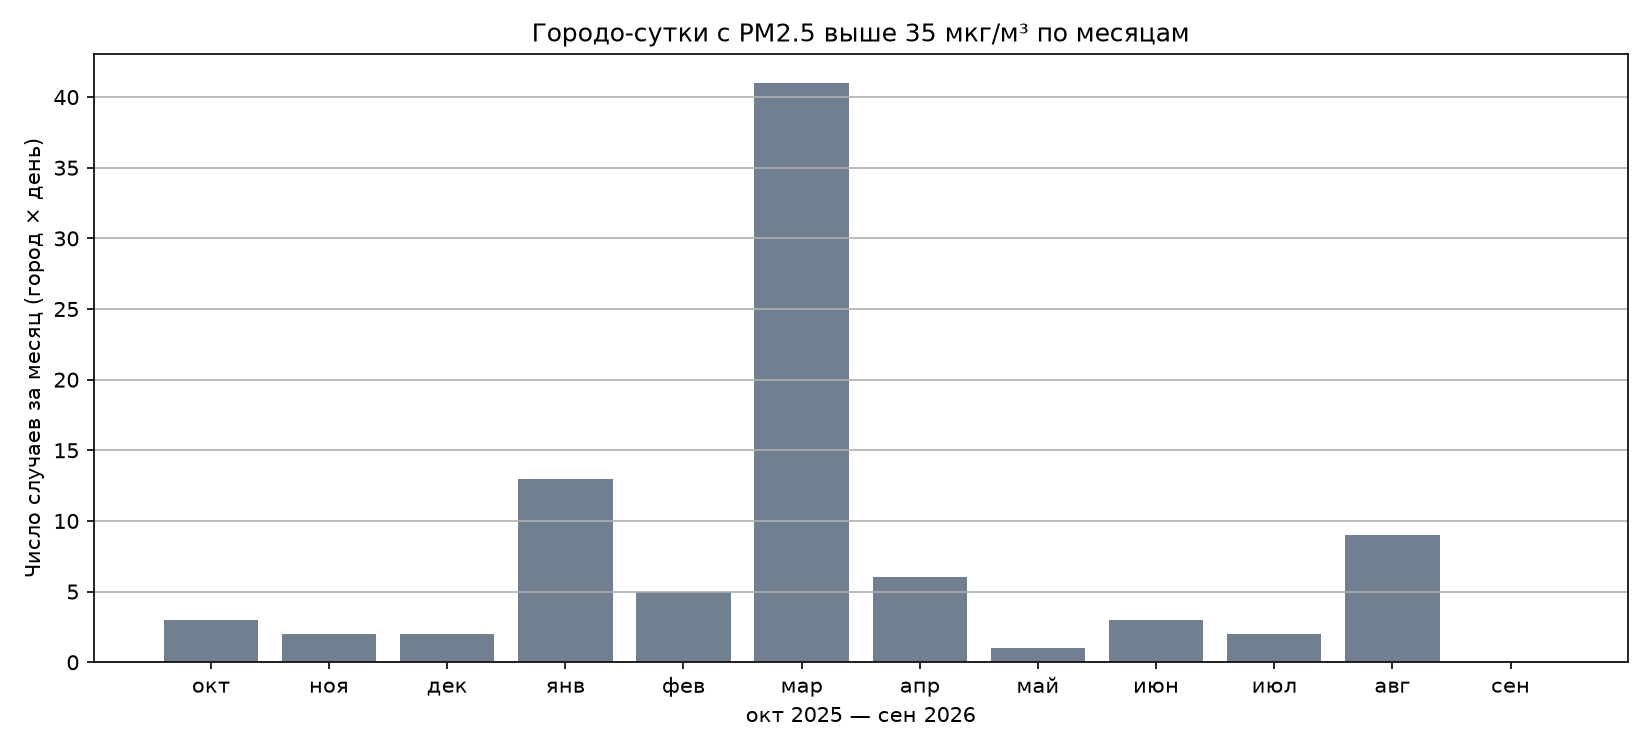 Городо-сутки с PM2.5 выше 35 мкг/м³ по месяцам
Число случаев за месяц (город × день)
40
35
30
25
20
15
10
5
0
окт ноя дек янв фев мар апр май июн июл авг сен
окт 2025 — сен 2026